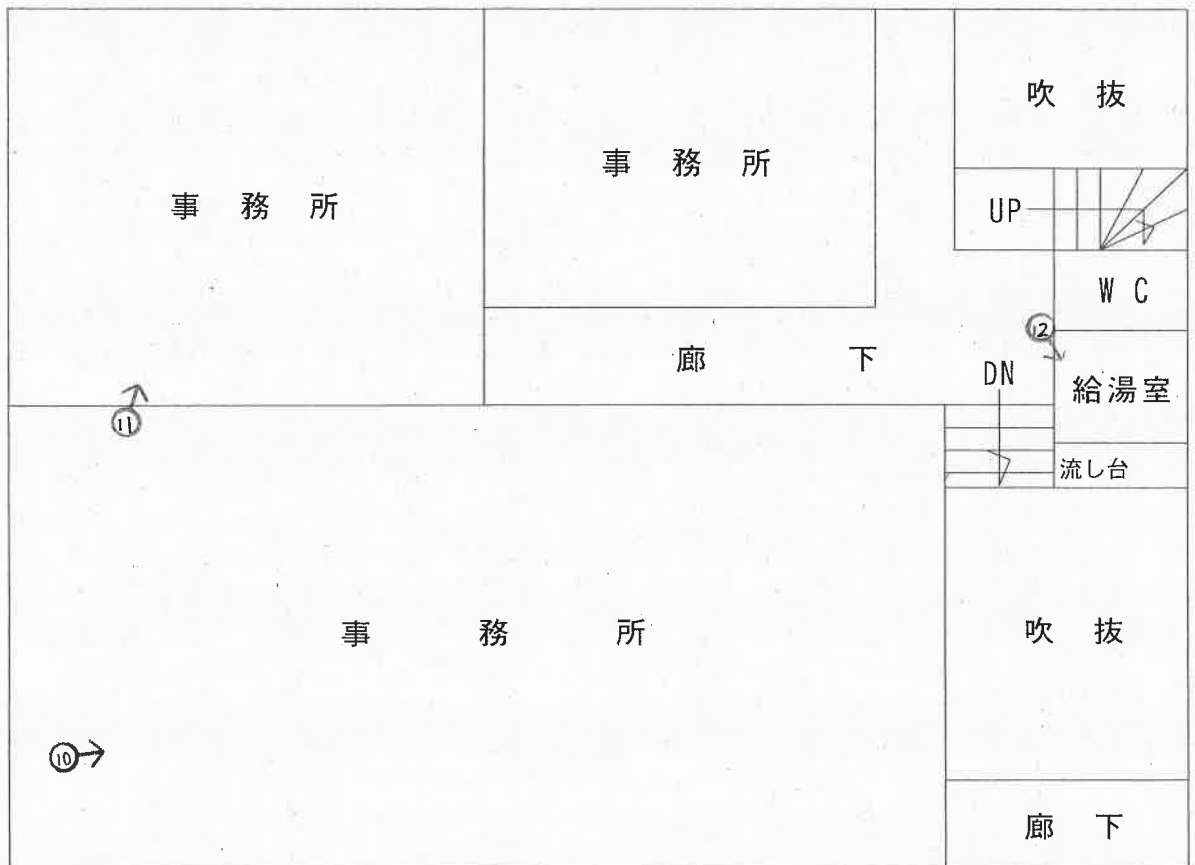 吹 抜
事 務 所
事 務 所
UP
W C
⑫
廊 下
DN
給湯室
⑪
流し台
事 務 所
吹 抜
⑩
廊 下